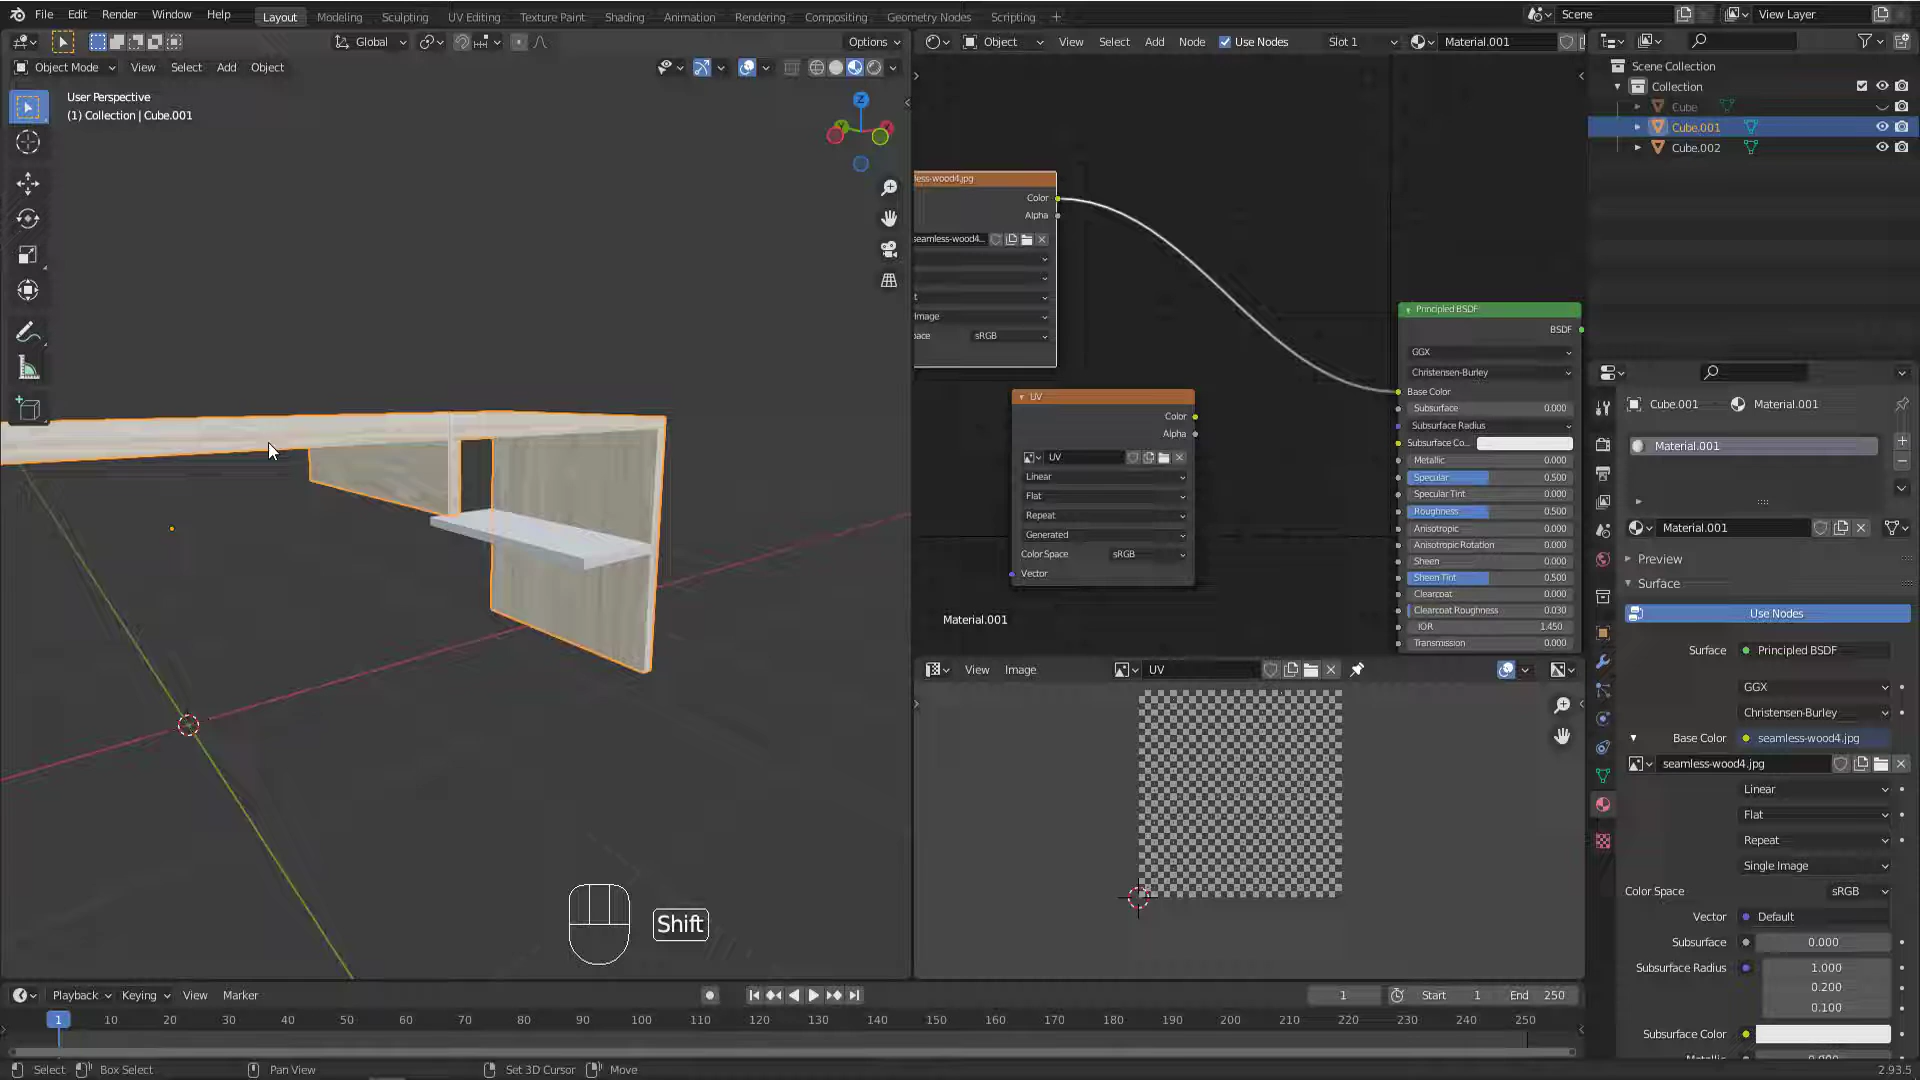 File Edit Render Window Help Layout Modeling Sculpting UV Editing Texture Paint Shading Animation Rendering Compositing Geometry Nodes Scripting + Scene View Layer
Global Options
Object Mode View Select Add Object
User Perspective
(1) Collection | Cube.001
Z
Object View Select Add Node Use Nodes Slot 1 Material.001
less-wood4.jpg
Color
Alpha
seamless-wood4...
Image
sRGB
UV
Color
Alpha
UV
Linear
Flat
Repeat
Generated
Color Space sRGB
Vector
Material.001
Principled BSDF
BSDF
GGX
Christensen-Burley
Base Color
Subsurface 0.000
Subsurface Radius
Subsurface Co...
Metallic 0.000
Specular 0.500
Specular Tint 0.000
Roughness 0.500
Anisotropic 0.000
Anisotropic Rotation 0.000
Sheen 0.000
Sheen Tint 0.500
Clearcoat 0.000
Clearcoat Roughness 0.030
IOR 1.450
Transmission 0.000
View Image UV
Shift
Scene Collection
Collection
Cube
Cube.001
Cube.002
Cube.001 Material.001
Material.001
Material.001
Preview
Surface
Use Nodes
Surface Principled BSDF
GGX
Christensen-Burley
Base Color seamless-wood4.jpg
seamless-wood4.jpg
Linear
Flat
Repeat
Single Image
Color Space sRGB
Vector Default
Subsurface 0.000
Subsurface Radius 1.000
0.200
0.100
Subsurface Color
Playback Keying View Marker 1 Start 1 End 250
1 10 20 30 40 50 60 70 80 90 100 110 120 130 140 150 160 170 180 190 200 210 220 230 240 250
Select Box Select Pan View Set 3D Cursor Move 2.93.5